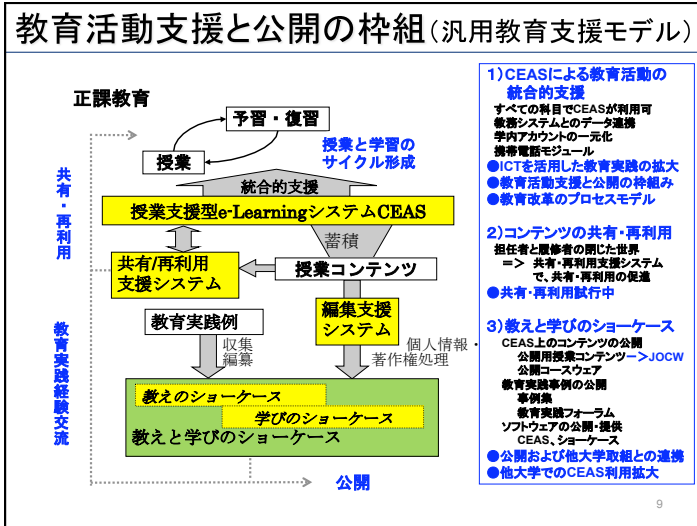 教育活動支援と公開の枠組(汎用教育支援モデル)
正課教育
予習・復習
授業
授業と学習の
サイクル形成
統合的支援
授業支援型e-LearningシステムCEAS
蓄積
共有/再利用
支援システム
授業コンテンツ
教育実践例
編集支援
システム
収集
編纂
個人情報・
著作権処理
教えのショーケース
学びのショーケース
教えと学びのショーケース
公開
共有・再利用
教育実践経験交流
1)CEASによる教育活動の
統合的支援
すべての科目でCEASが利用可
教務システムとのデータ連携
学内アカウントの一元化
携帯電話モジュール
●ICTを活用した教育実践の拡大
●教育活動支援と公開の枠組み
●教育改革のプロセスモデル
2)コンテンツの共有・再利用
担任者と履修者の閉じた世界
=> 共有・再利用支援システム
で、共有・再利用の促進
●共有・再利用試行中
3)教えと学びのショーケース
CEAS上のコンテンツの公開
公開用授業コンテンツー>JOCW
公開コースウェア
教育実践事例の公開
事例集
教育実践フォーラム
ソフトウェアの公開・提供
CEAS、ショーケース
●公開および他大学取組との連携
●他大学でのCEAS利用拡大
9